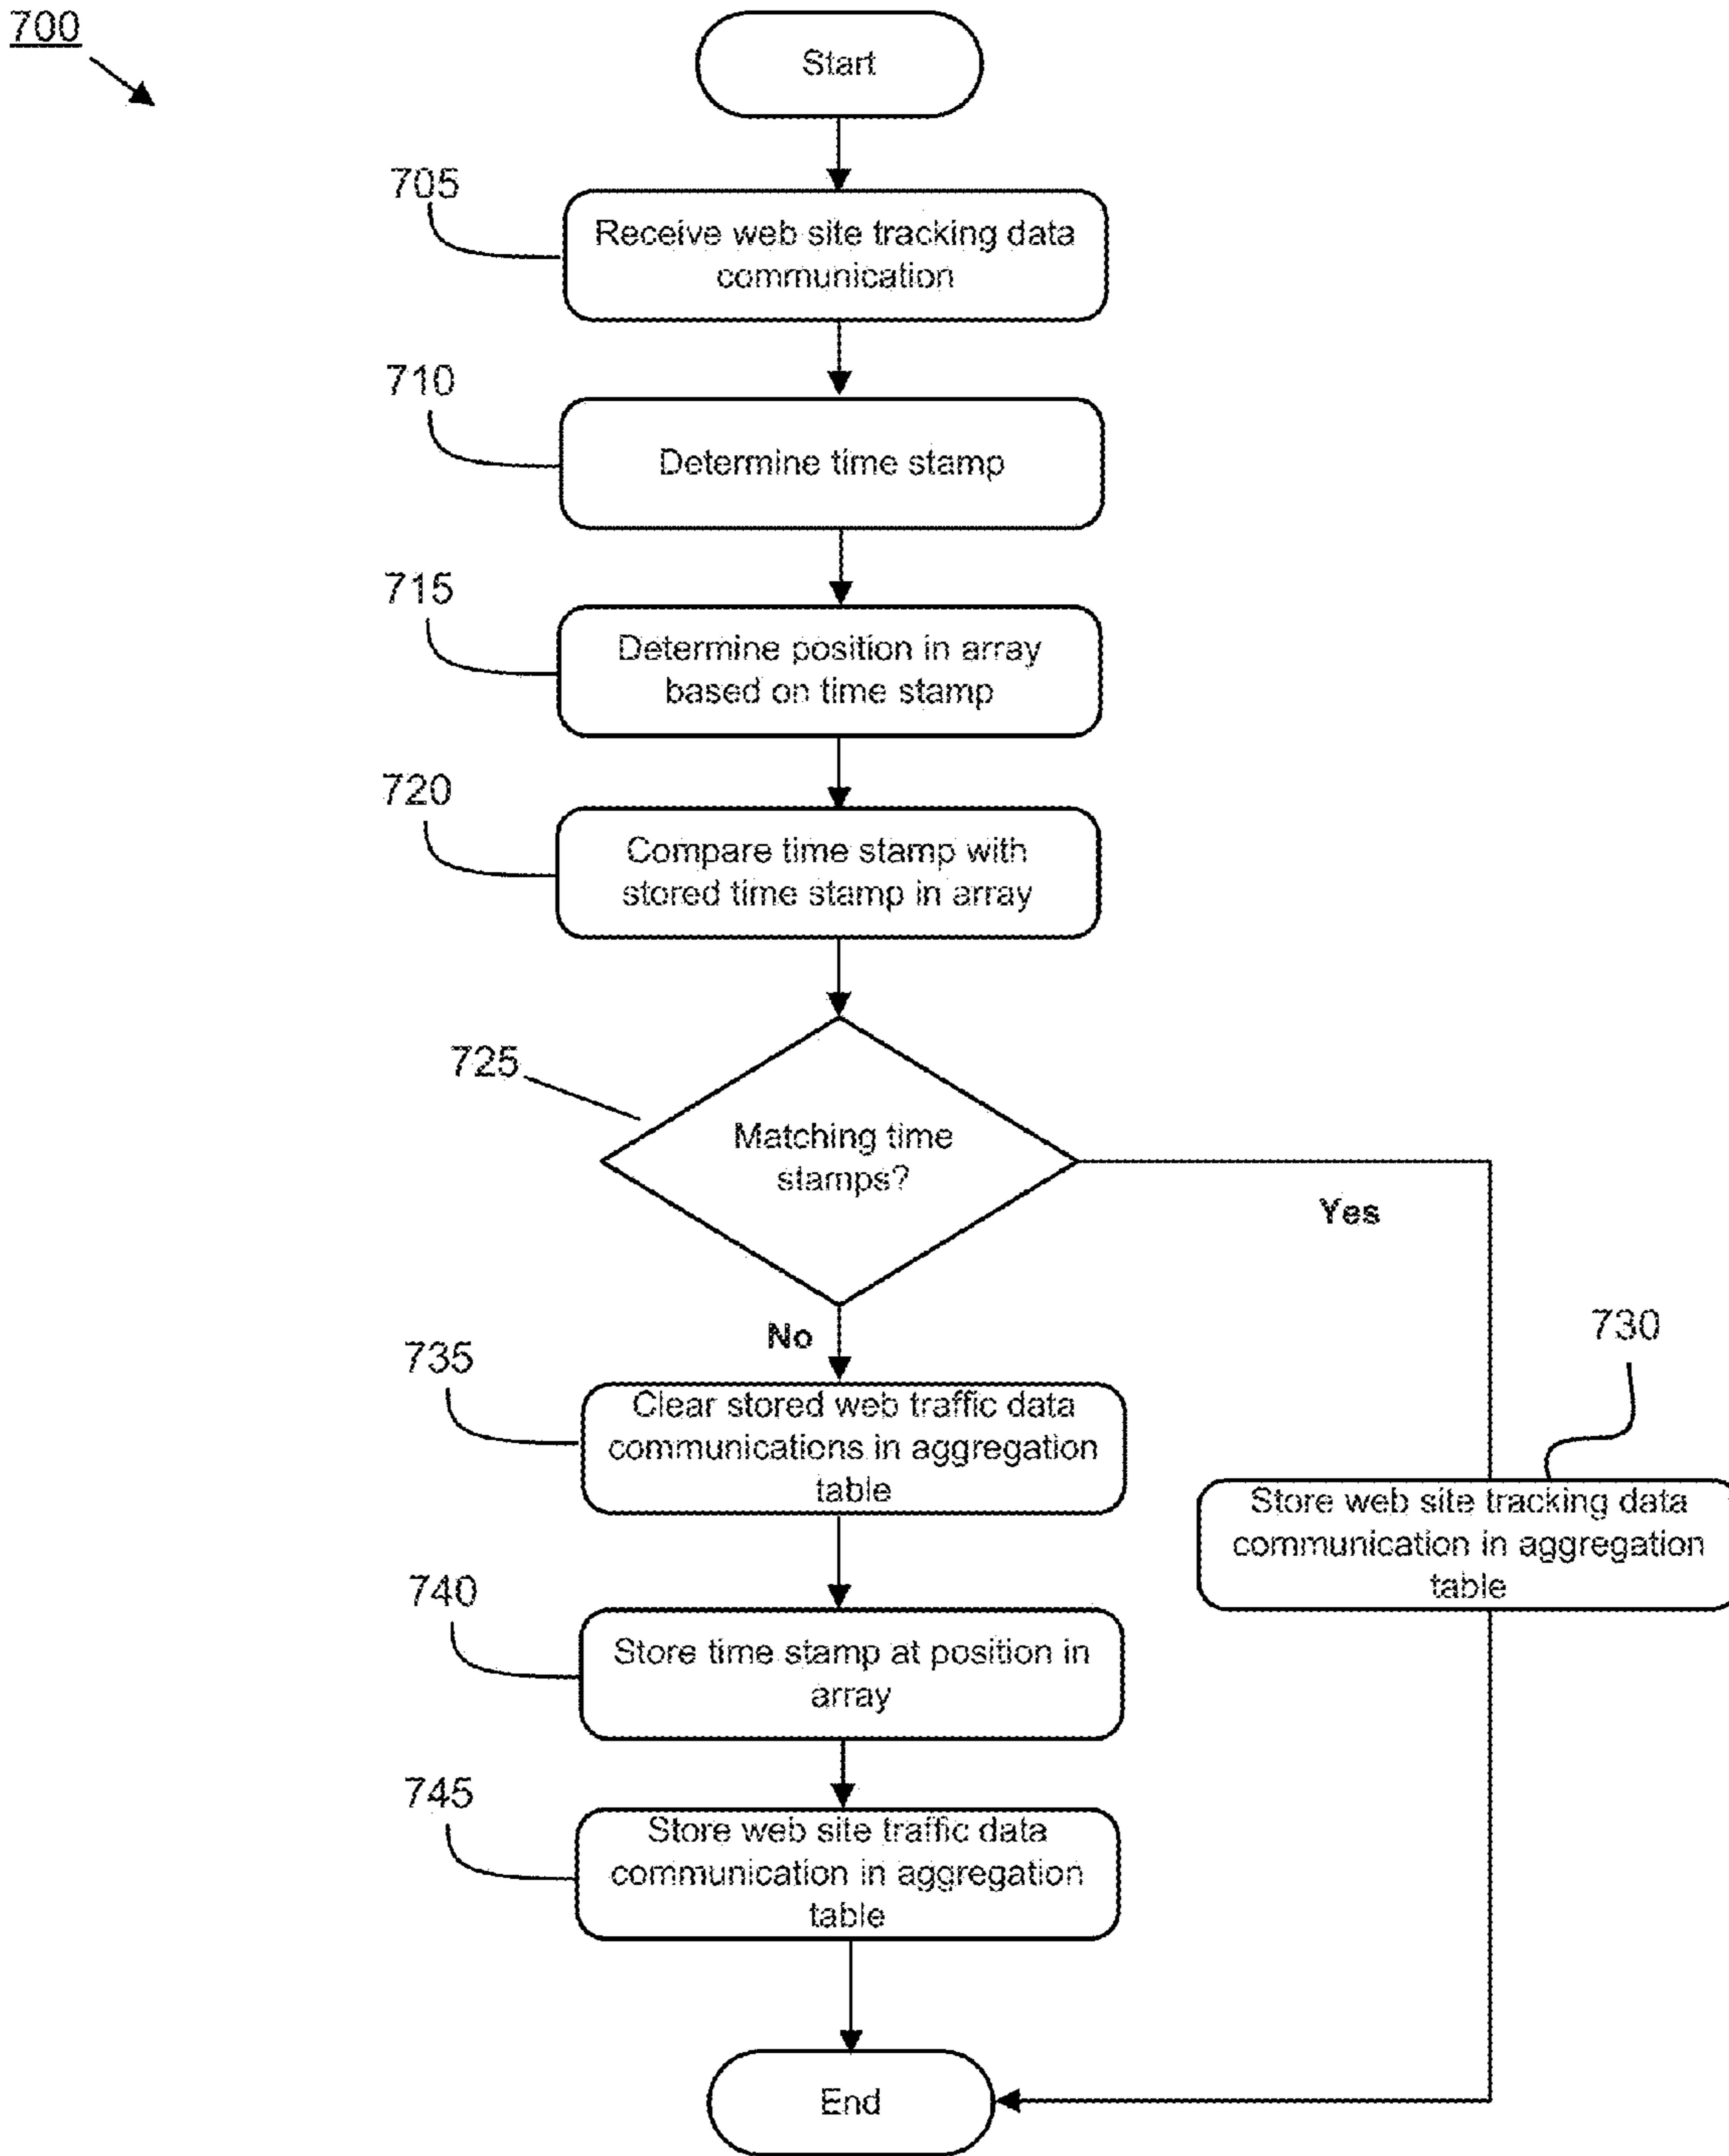 700
Start
705
Receive web site tracking data
communication
710
Determine time stamp
715
Determine position in array
based on time stamp
720
Compare time stamp with
stored time stamp in array
725
Matching time
stamps?
Yes
No
730
735
Clear stored web traffic data
communications in aggregation
table
Store web site tracking data
communication in aggregation
table
740
Store time stamp at position in
array
745
Store web site traffic data
communication in aggregation
table
End